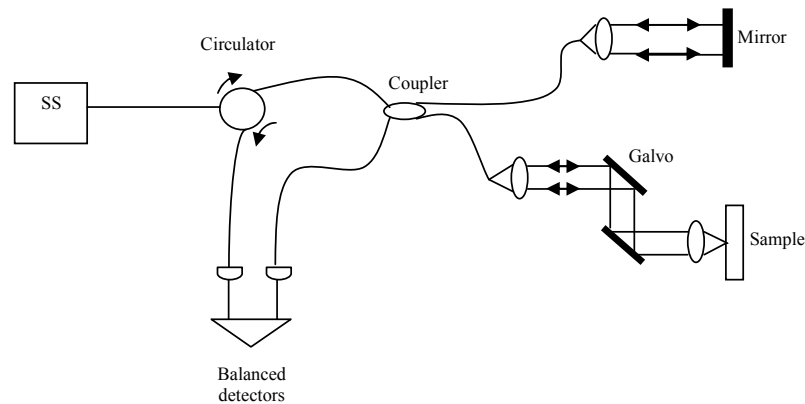 Circulator
SS
Coupler
Mirror
Galvo
Sample
Balanced
detectors